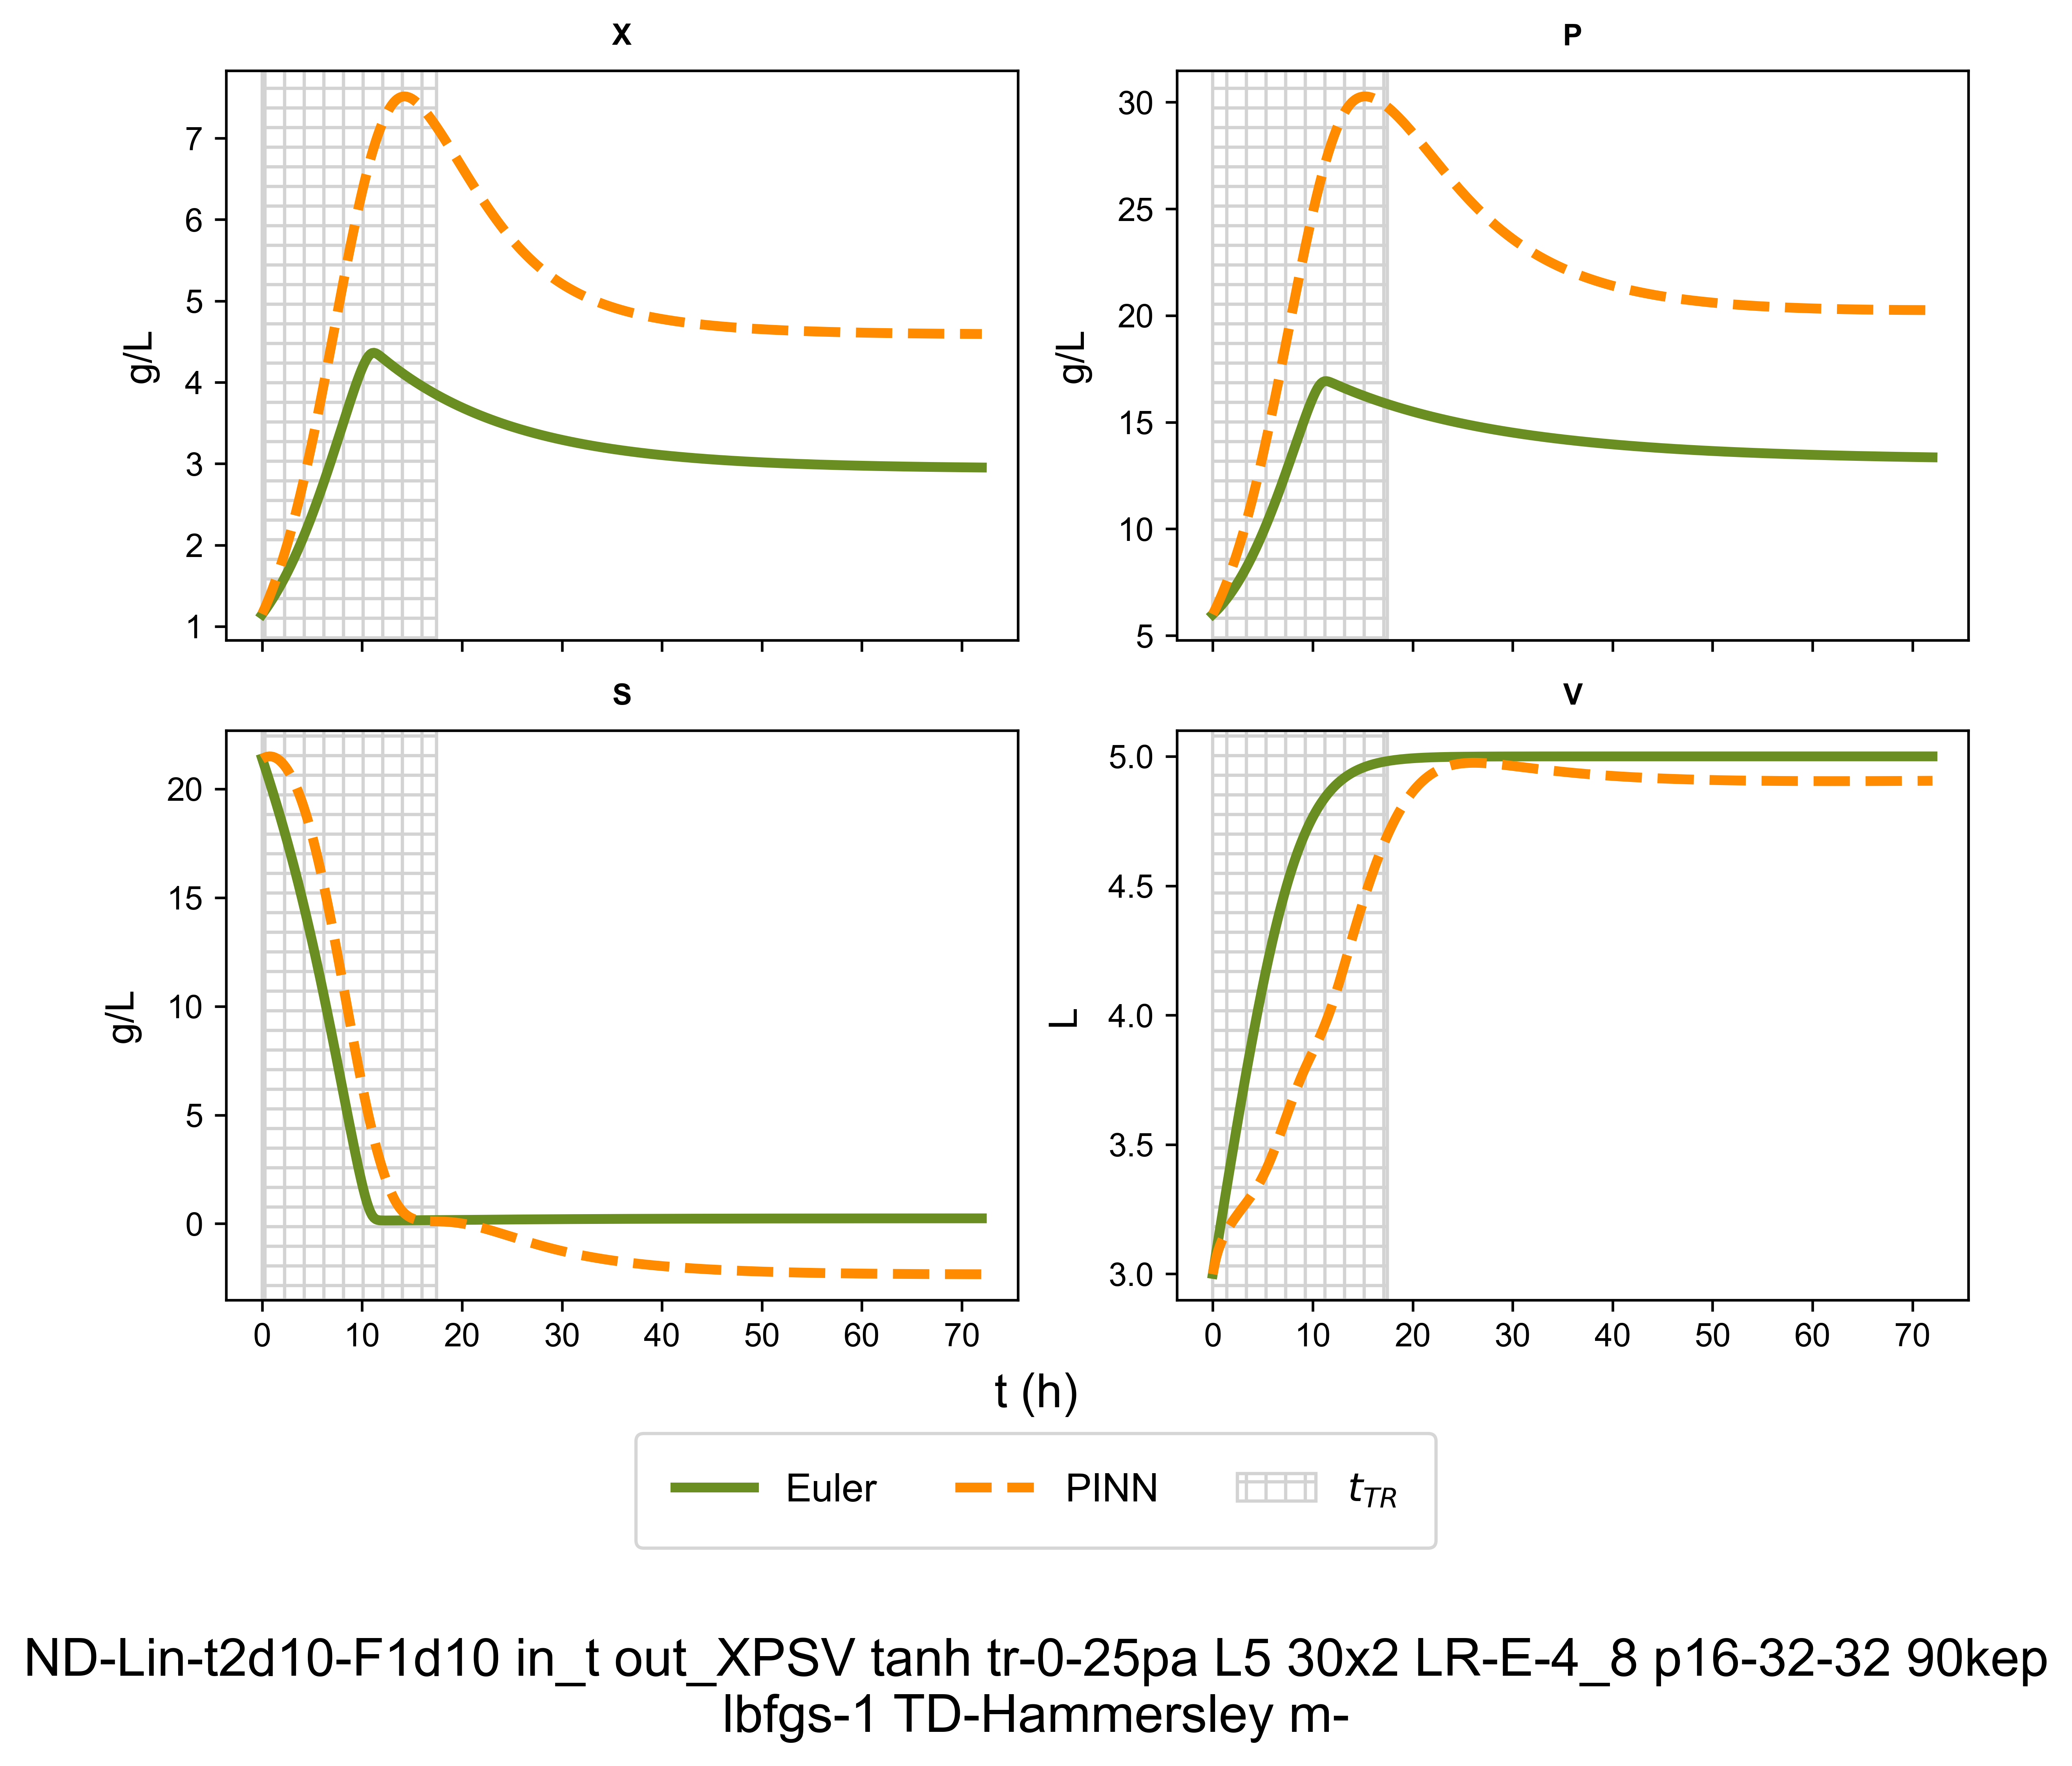 X
P
g/L
7
6
5
4
3
2
1
g/L
30
25
20
15
10
5
S
V
g/L
20
15
10
5
0
0 10 20 30 40 50 60 70
L
5.0
4.5
4.0
3.5
3.0
0 10 20 30 40 50 60 70
t (h)
Euler PINN t_TR
ND-Lin-t2d10-F1d10 in_t out_XPSV tanh tr-0-25pa L5 30x2 LR-E-4_8 p16-32-32 90kep
lbfgs-1 TD-Hammersley m-